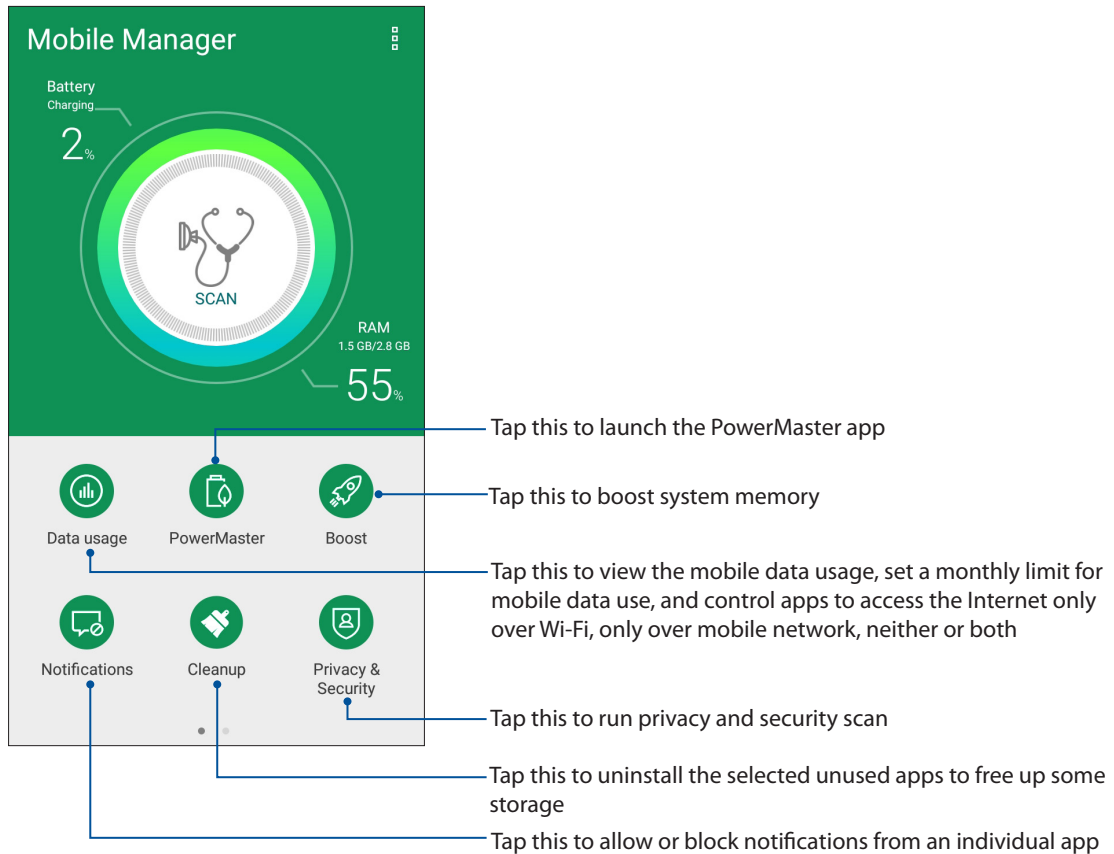 Mobile Manager
Battery
Charging
2%
SCAN
RAM
1.5 GB/2.8 GB
55%
Tap this to launch the PowerMaster app
Tap this to boost system memory
Data usage
PowerMaster
Boost
Tap this to view the mobile data usage, set a monthly limit for
mobile data use, and control apps to access the Internet only
over Wi-Fi, only over mobile network, neither or both
Notifications
Cleanup
Privacy &
Security
Tap this to run privacy and security scan
Tap this to uninstall the selected unused apps to free up some
storage
Tap this to allow or block notifications from an individual app